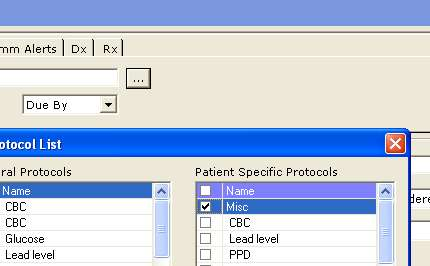 mm Alerts Dx Rx
...
Due By
otocol List
ral Protocols Patient Specific Protocols
Name Name
CBC Misc
CBC CBC
Glucose Lead level
Lead level PPD
dere